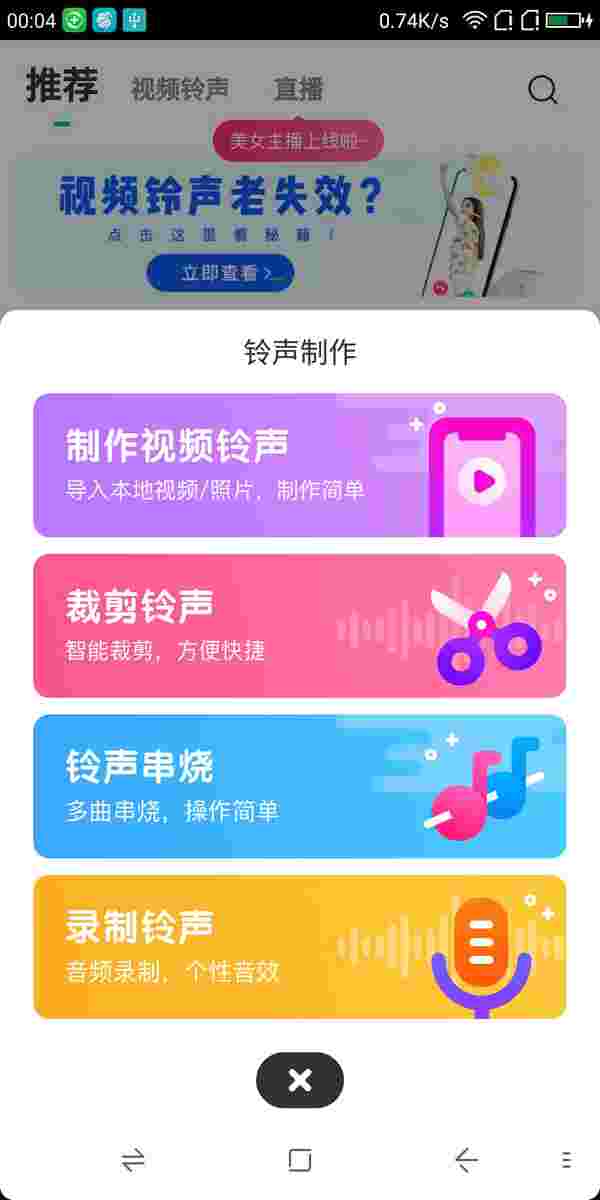 00:04
0.74K/s
推荐 视频铃声 直播
美女主播上线啦~
视频铃声老失效?
点击这里看秘籍!
立即查看>
铃声制作
制作视频铃声
导入本地视频/照片，制作简单
裁剪铃声
智能裁剪，方便快捷
铃声串烧
多曲串烧，操作简单
录制铃声
音频录制，个性音效